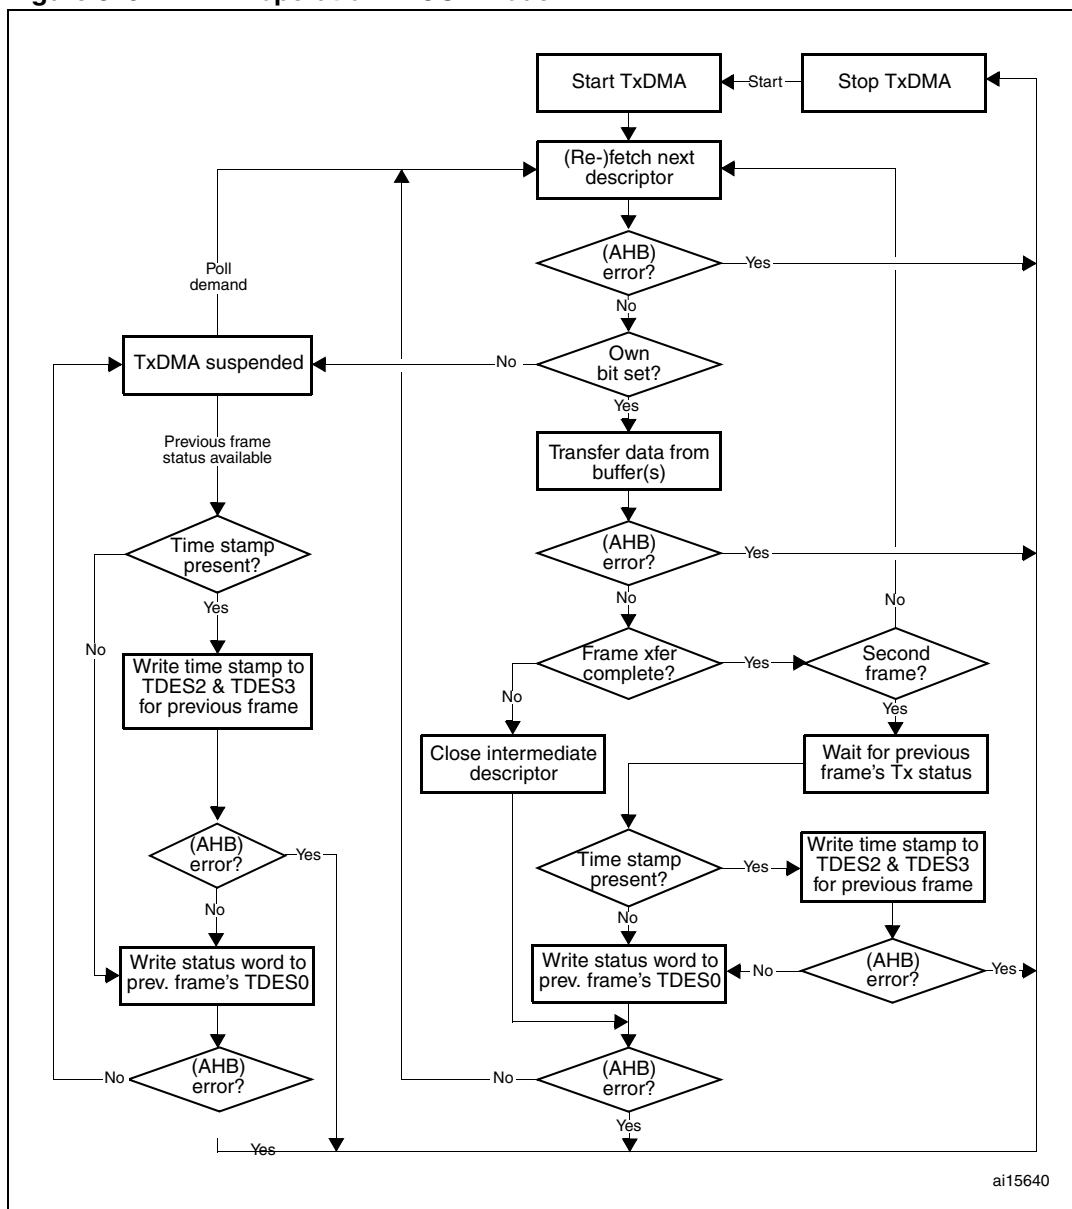 Start TxDMA
Start
Stop TxDMA
(Re-)fetch next
descriptor
(AHB)
error?
Yes
Poll
demand
No
TxDMA suspended
No
Own
bit set?
Yes
Previous frame
status available
Transfer data from
buffer(s)
Time stamp
present?
(AHB)
error?
Yes
Yes
No
No
No
Write time stamp to
TDES2 & TDES3
for previous frame
Frame xfer
complete?
Yes
Second
frame?
No
Yes
Close intermediate
descriptor
Wait for previous
frame's Tx status
(AHB)
error?
Yes
Time stamp
present?
Yes
Write time stamp to
TDES2 & TDES3
for previous frame
No
No
Write status word to
prev. frame's TDES0
Write status word to
prev. frame's TDES0
No
(AHB)
error?
Yes
No
(AHB)
error?
No
(AHB)
error?
Yes
Yes
ai15640